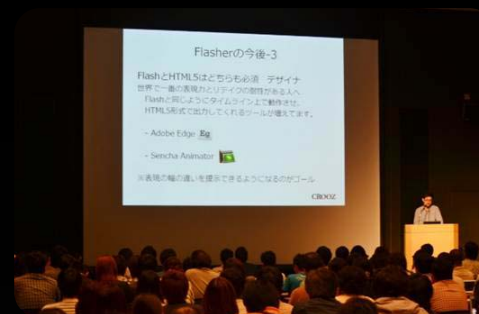 Flasherの今後-3
FlashとHTML5はどちらも必須 デザイナ
世界で一番の表現力とリテイクの耐性がある人へ
Flashと同じようにタイムライン上で動作させ、
HTML5形式で出力してくれるツールが増えてます。
- Adobe Edge Eg
- Sencha Animator
※表現の輪の違いを提示できるようになるのがゴール
CROOZ